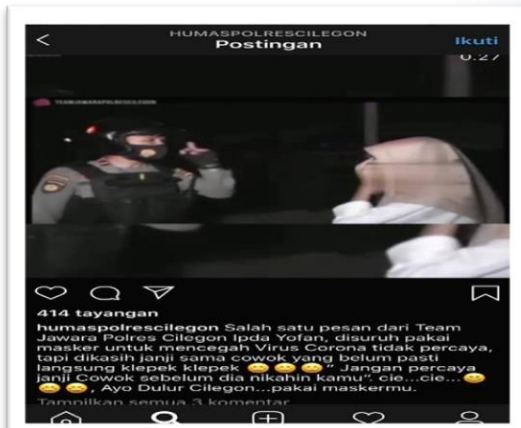 HUMASPOLRESCILEGON
Postingan
Ikuti
0:27
TEAMJAWARAPOLRESCILEGON
414 tayangan
humaspolrescilegon Salah satu pesan dari Team
Jawara Polres Cilegon Ipda Yofan, disuruh pakai
masker untuk mencegah Virus Corona tidak percaya,
tapi dikasih janji sama cowok yang belum pasti
langsung klepek klepek 😄😄😄" Jangan percaya
janji Cowok sebelum dia nikahin kamu". cie...cie...😄
😄😄, Ayo Dulur Cilegon...pakai maskermu.
Tampilkan semua 3 komentar